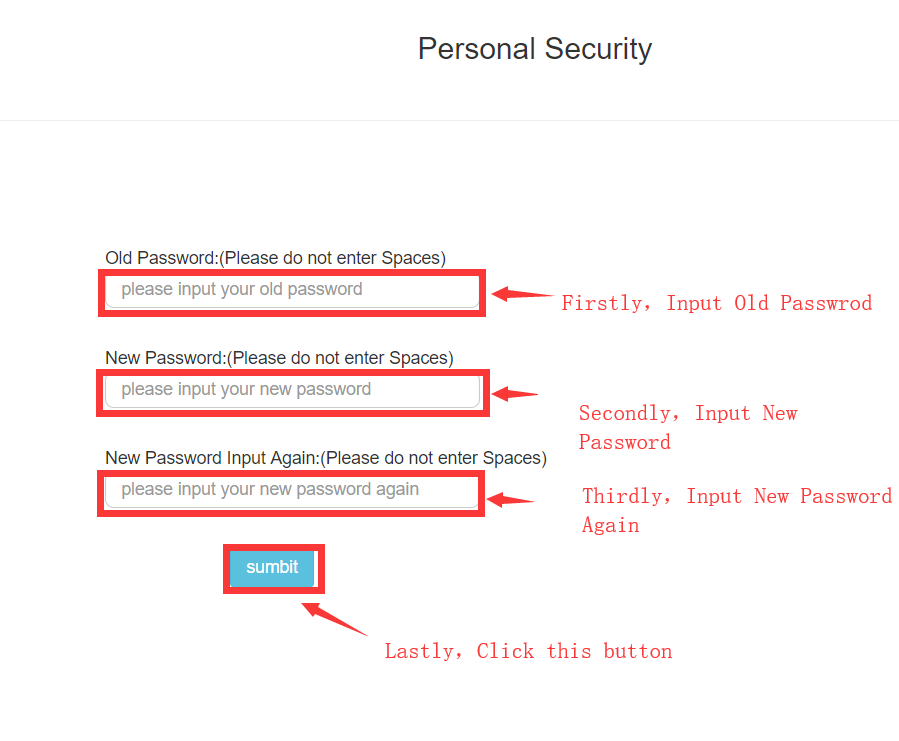 Personal Security
Old Password:(Please do not enter Spaces)
please input your old password
Firstly, Input Old Passwrod
New Password:(Please do not enter Spaces)
please input your new password
Secondly, Input New
Password
New Password Input Again:(Please do not enter Spaces)
please input your new password again
Thirdly, Input New Password
Again
sumbit
Lastly, Click this button